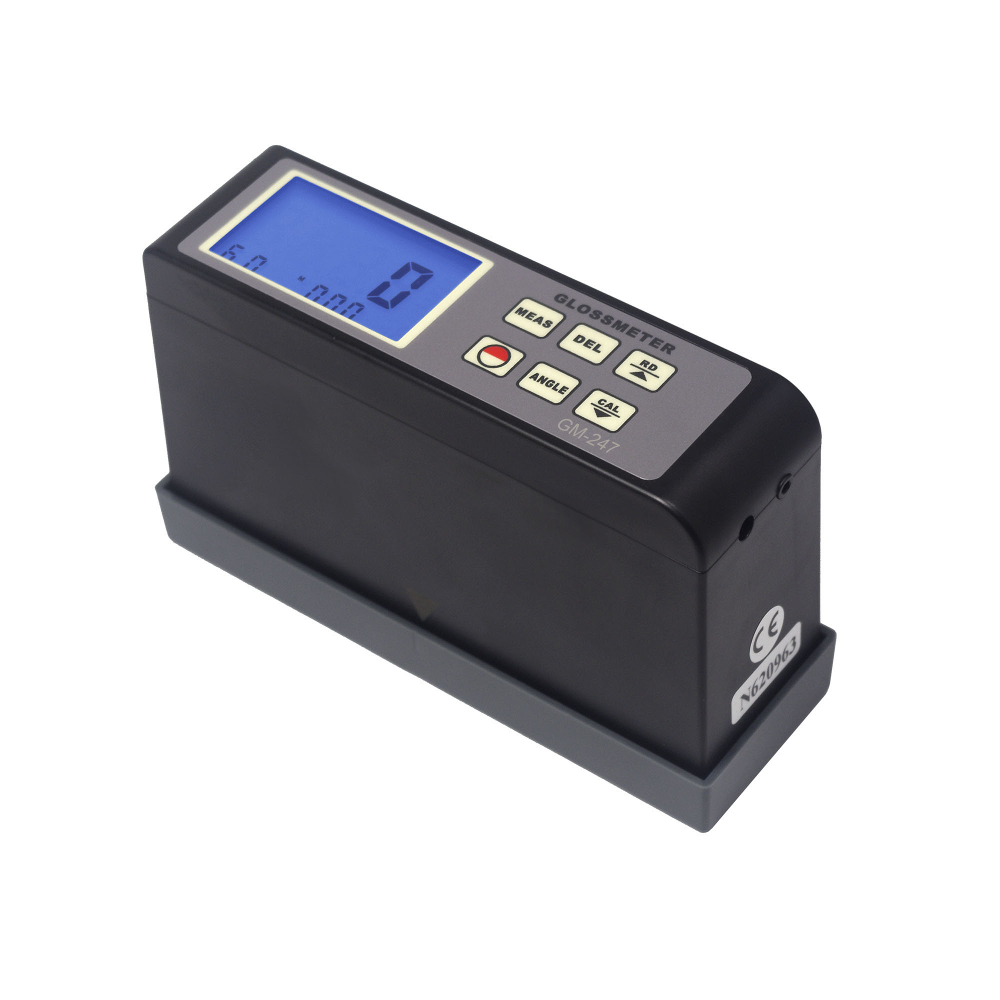 60
0
M
000
GLOSSMETER
MEAS
DEL
RD
ANGLE
CAL
GM-247
CE
N620963